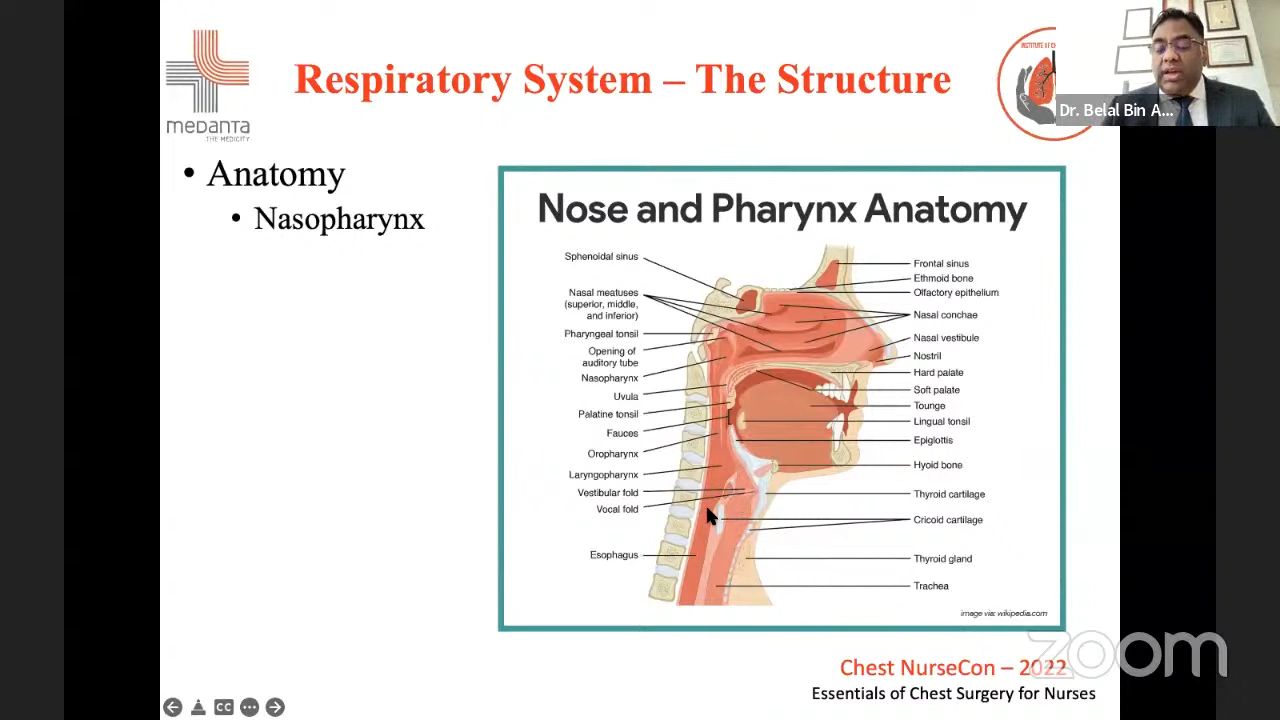 medanta
THE MEDICITY
Respiratory System – The Structure
Dr. Belal Bin A...
• Anatomy
• Nasopharynx
Nose and Pharynx Anatomy
Sphenoidal sinus
Nasal meatuses
(superior, middle,
and inferior)
Pharyngeal tonsil
Opening of
auditory tube
Nasopharynx
Uvula
Palatine tonsil
Fauces
Oropharynx
Laryngopharynx
Vestibular fold
Vocal fold
Esophagus
Frontal sinus
Ethmoid bone
Olfactory epithelium
Nasal conchae
Nasal vestibule
Nostril
Hard palate
Soft palate
Tounge
Lingual tonsil
Epiglottis
Hyoid bone
Thyroid cartilage
Cricoid cartilage
Thyroid gland
Trachea
image via: wikipedia.com
Chest NurseCon – 2022
Essentials of Chest Surgery for Nurses
zoom
CC